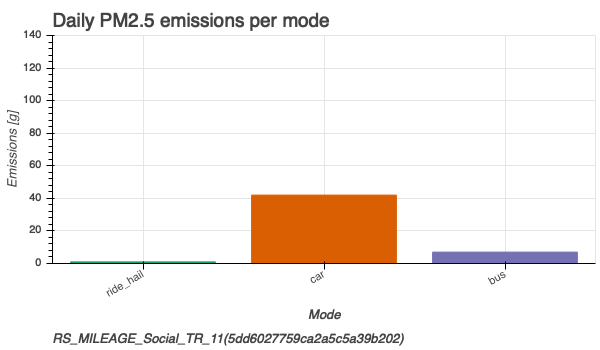 Daily PM2.5 emissions per mode
140
120
100
80
60
40
20
0
Emissions [g]
ride_hail
car
bus
Mode
RS_MILEAGE_Social_TR_11(5dd6027759ca2a5c5a39b202)